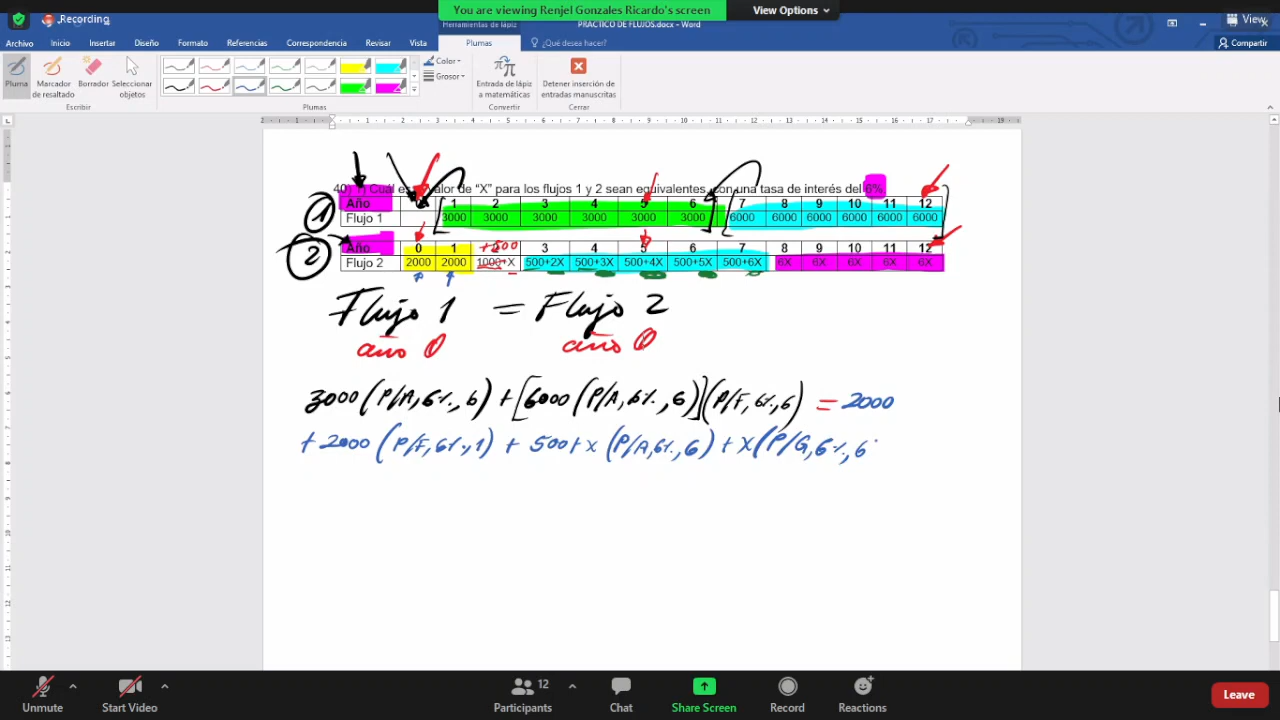 You are viewing Renjel Gonzales Ricardo's screen View Options
Recording
Herramientas de lápiz PRACTICO DE FLUJOS.docx - Word View
Archivo Inicio Insertar Diseño Formato Referencias Correspondencia Revisar Vista Plumas ¿Qué desea hacer? Compartir
Pluma Marcador de resaltado Borrador Seleccionar objetos Color Grosor Entrada de lápiz a matemáticas Detener inserción de entradas manuscritas
Escribir Plumas Convertir Cerrar
40) Cuál es valor de “X” para los flujos 1 y 2 sean equivalentes, con una tasa de interés del 6%.
1 Año 1 2 3 4 5 6 7 8 9 10 11 12
Flujo 1 3000 3000 3000 3000 3000 3000 6000 6000 6000 6000 6000 6000
+500
2 Año 0 1 2 3 4 5 6 7 8 9 10 11 12
Flujo 2 2000 2000 1000+X 500+2X 500+3X 500+4X 500+5X 500+6X 6X 6X 6X 6X 6X
Flujo 1 = Flujo 2
año 0 año 0
3000 (P/A, 6%, 6) + [6000 (P/A, 6%, 6)] (P/F, 6%, 6) = 2000
+ 2000 (P/F, 6%, 1) + 500+x (P/A, 6%, 6) + X (P/G, 6%, 6
Unmute Start Video Participants 12 Chat Share Screen Record Reactions Leave